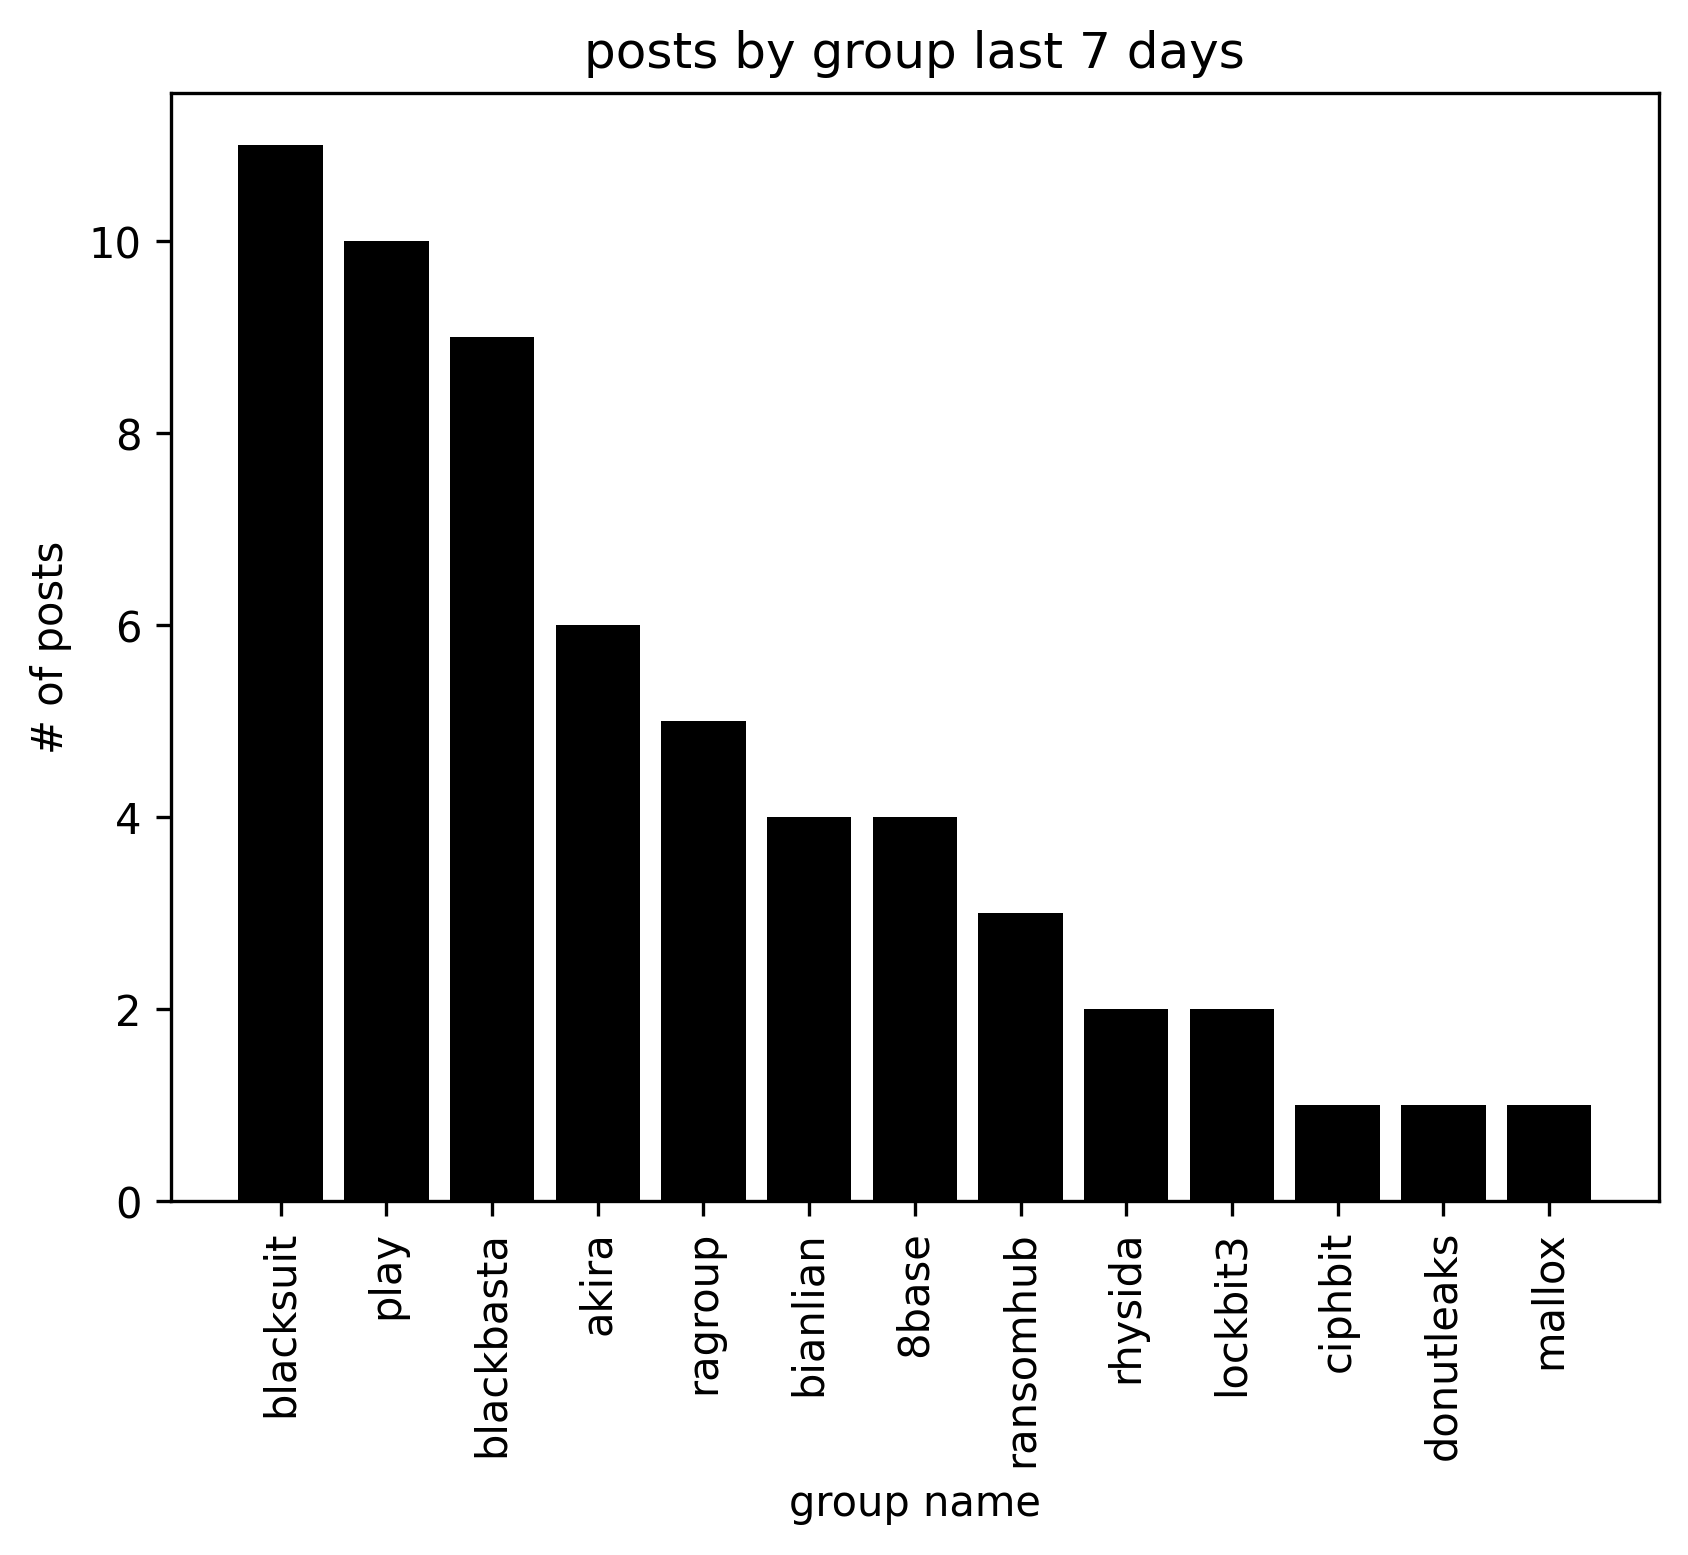 posts by group last 7 days
# of posts
10
8
6
4
2
0
blacksuit
play
blackbasta
akira
ragroup
bianlian
8base
ransomhub
rhysida
lockbit3
ciphbit
donutleaks
mallox
group name